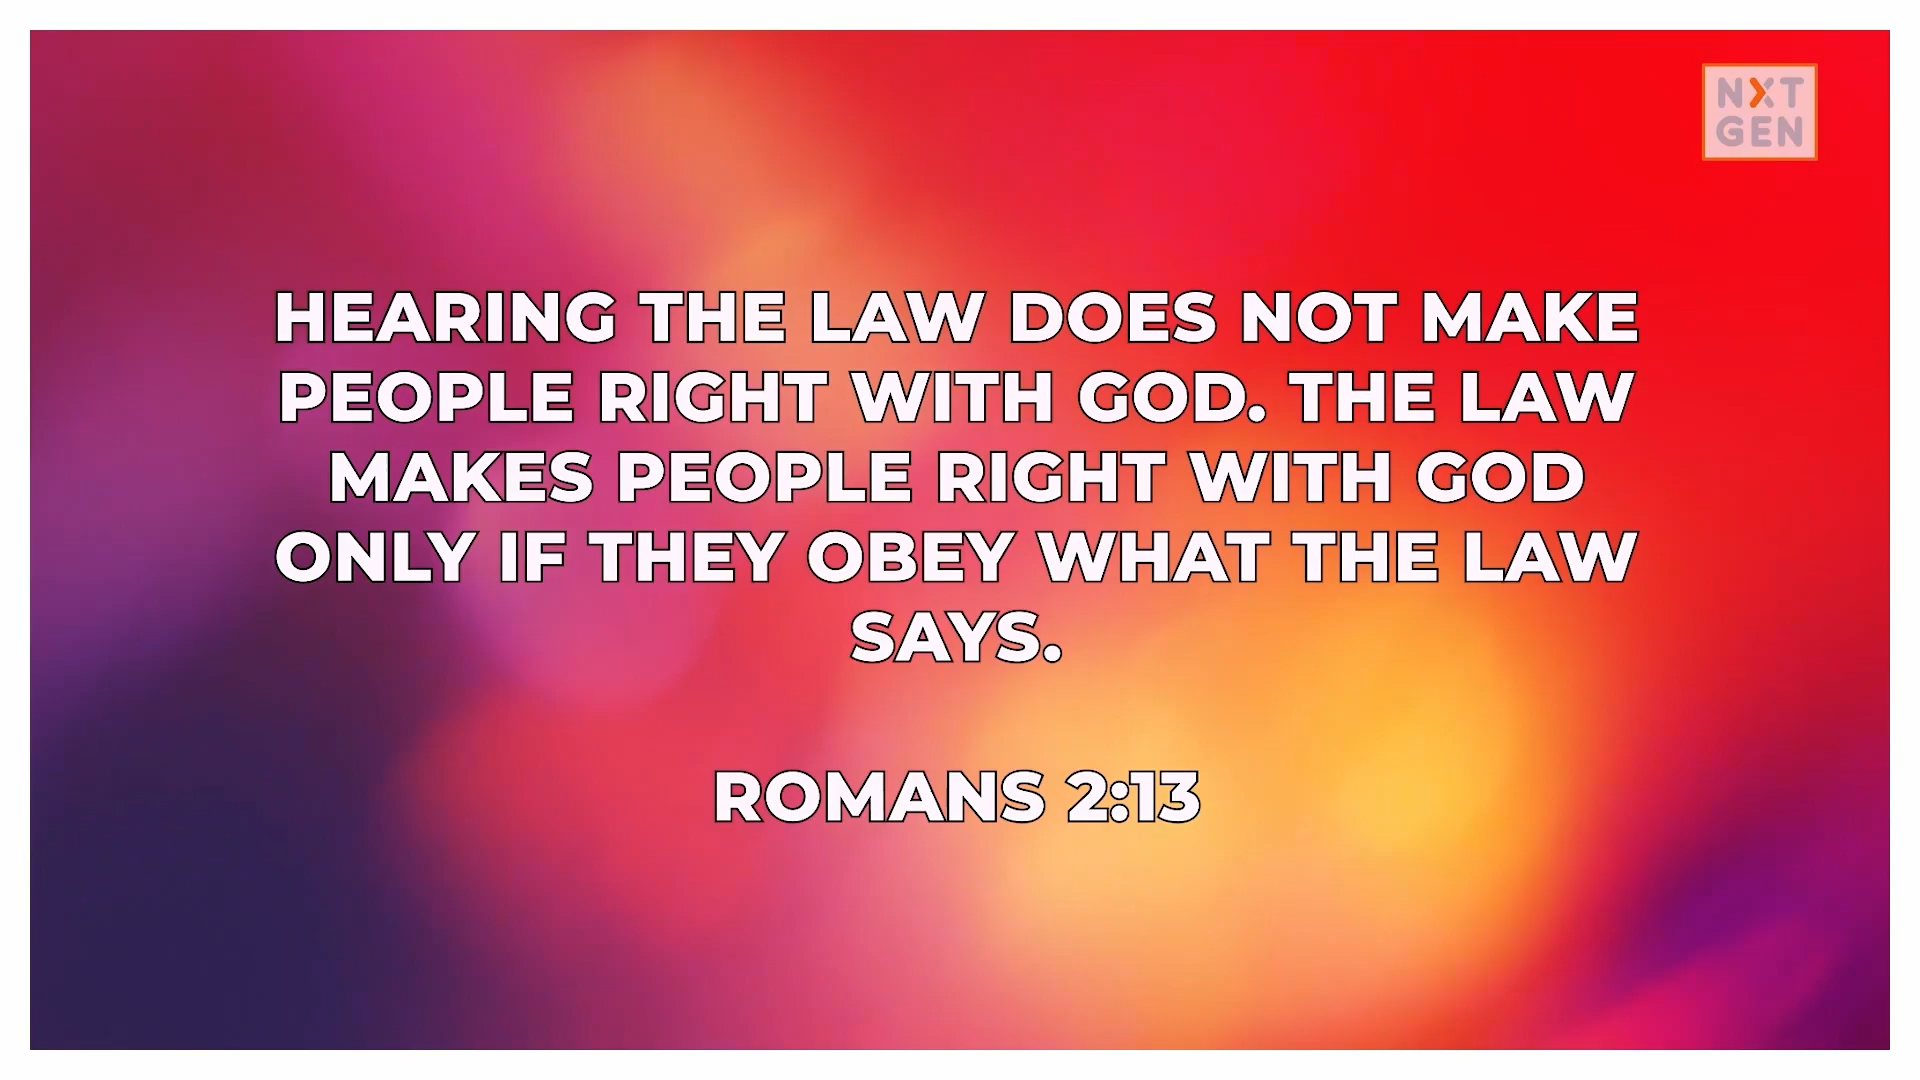 NXT
GEN
HEARING THE LAW DOES NOT MAKE
PEOPLE RIGHT WITH GOD. THE LAW
MAKES PEOPLE RIGHT WITH GOD
ONLY IF THEY OBEY WHAT THE LAW
SAYS.
ROMANS 2:13